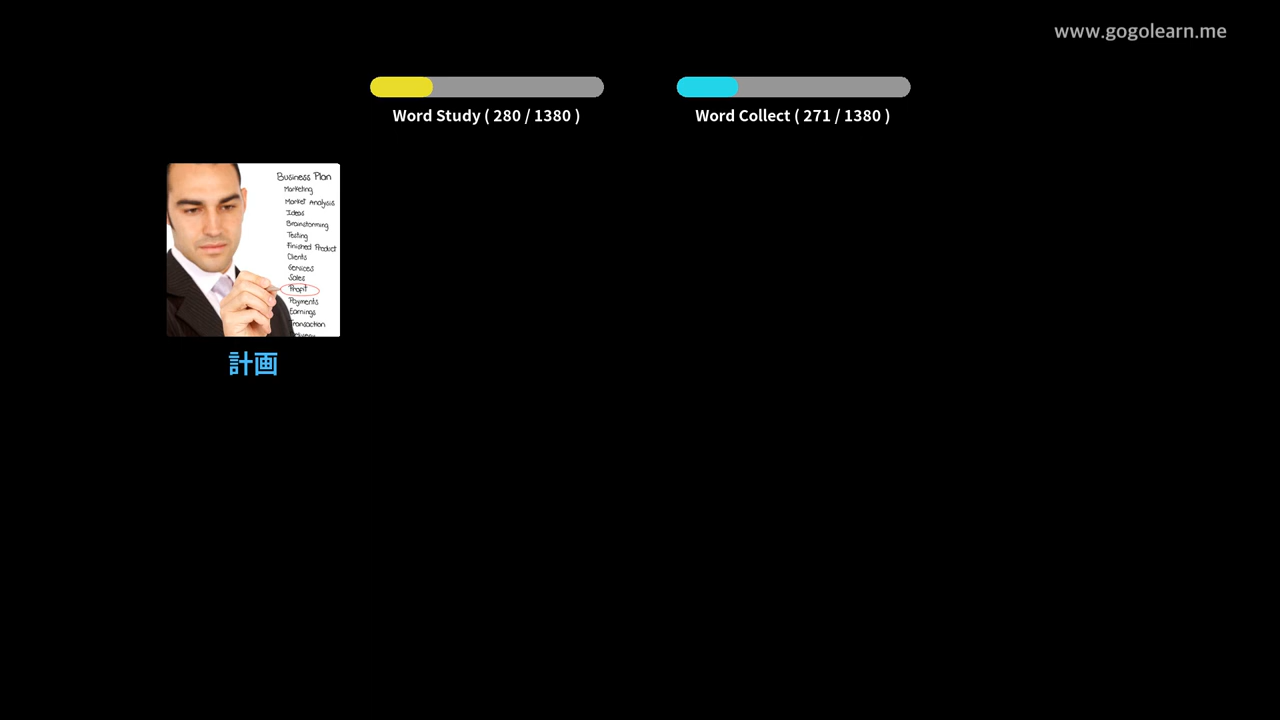 www.gogolearn.me
Word Study ( 280 / 1380 )
Word Collect ( 271 / 1380 )
Business Plan
Marketing
Market Analysis
Ideas
Brainstorming
Testing
Finished Product
Clients
Services
Sales
Profit
Payments
Earnings
Transaction
計画